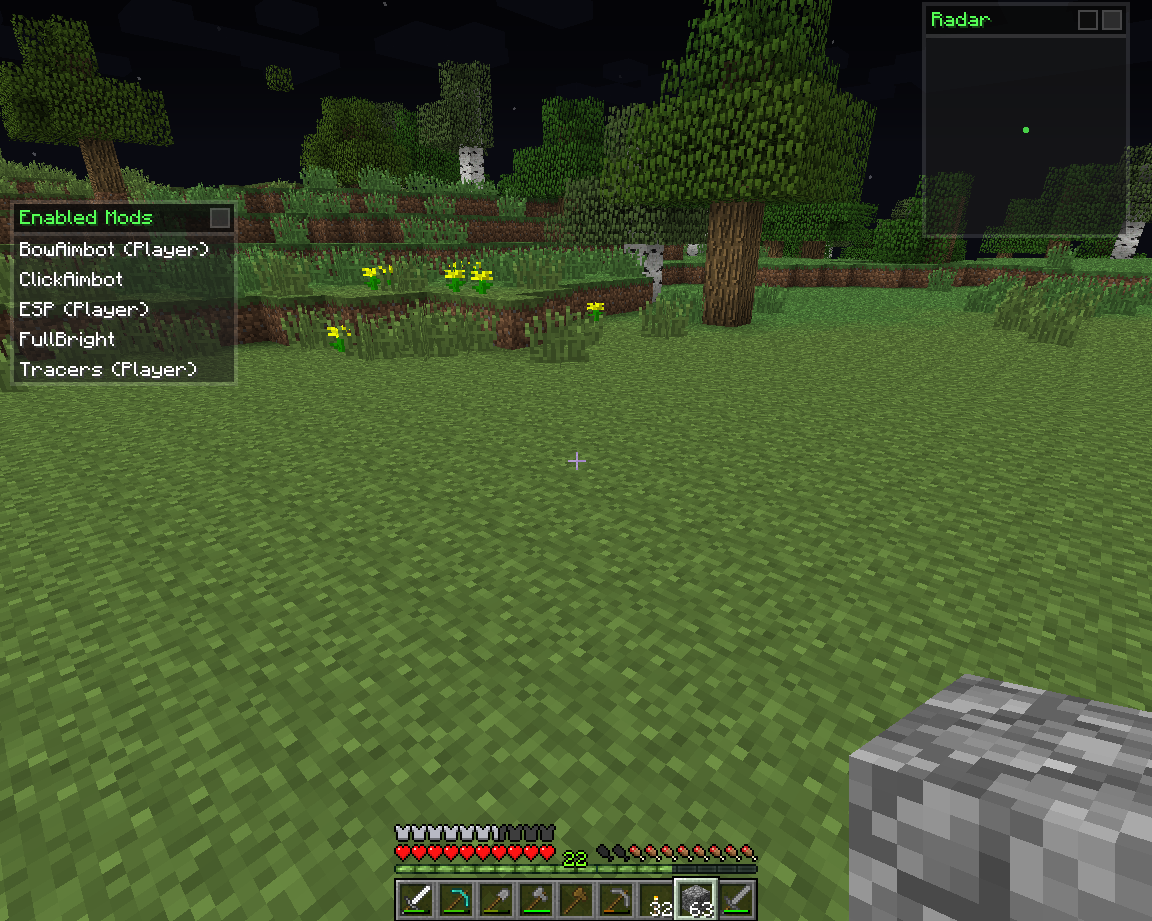 Radar
Enabled Mods
BowAimbot (Player)
ClickAimbot
ESP (Player)
FullBright
Tracers (Player)
22
32
63